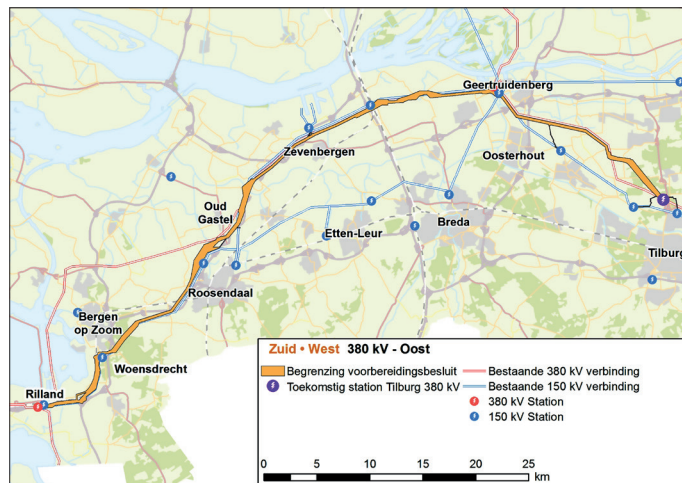 Geertruidenberg
Zevenbergen
Oosterhout
Oud
Gastel
Etten-Leur
Breda
Tilburg
Roosendaal
Bergen
op Zoom
Woensdrecht
Rilland
Zuid • West 380 kV - Oost
Begrenzing voorbereidingsbesluit
Bestaande 380 kV verbinding
Toekomstig station Tilburg 380 kV
Bestaande 150 kV verbinding
380 kV Station
150 kV Station
0 5 10 15 20 25
km